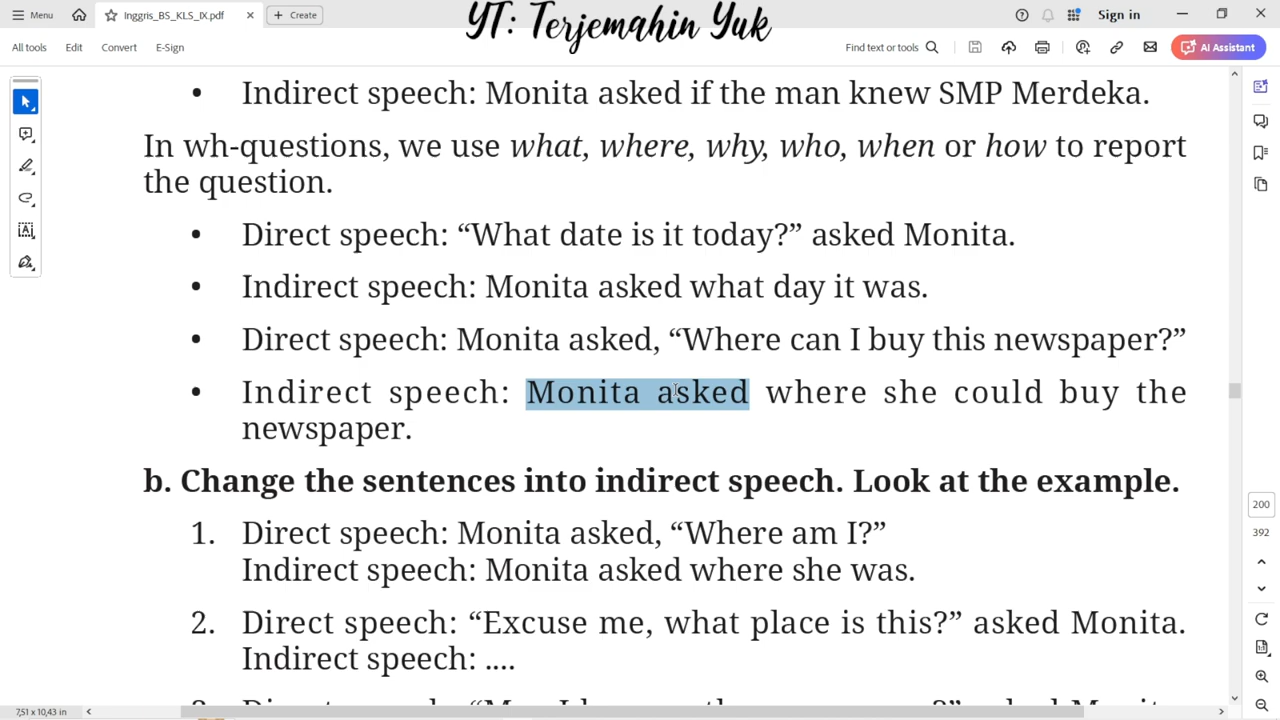 Menu
Inggris_BS_KLS_IX.pdf
Create
YT: Terjemahin Yuk
Sign in
All tools
Edit
Convert
E-Sign
Find text or tools
AI Assistant
• Indirect speech: Monita asked if the man knew SMP Merdeka.
In wh-questions, we use what, where, why, who, when or how to report
the question.
• Direct speech: “What date is it today?” asked Monita.
• Indirect speech: Monita asked what day it was.
• Direct speech: Monita asked, “Where can I buy this newspaper?”
• Indirect speech: Monita asked where she could buy the
newspaper.
b. Change the sentences into indirect speech. Look at the example.
1. Direct speech: Monita asked, “Where am I?”
Indirect speech: Monita asked where she was.
2. Direct speech: “Excuse me, what place is this?” asked Monita.
Indirect speech: ....
200
392
7,51 x 10,43 in